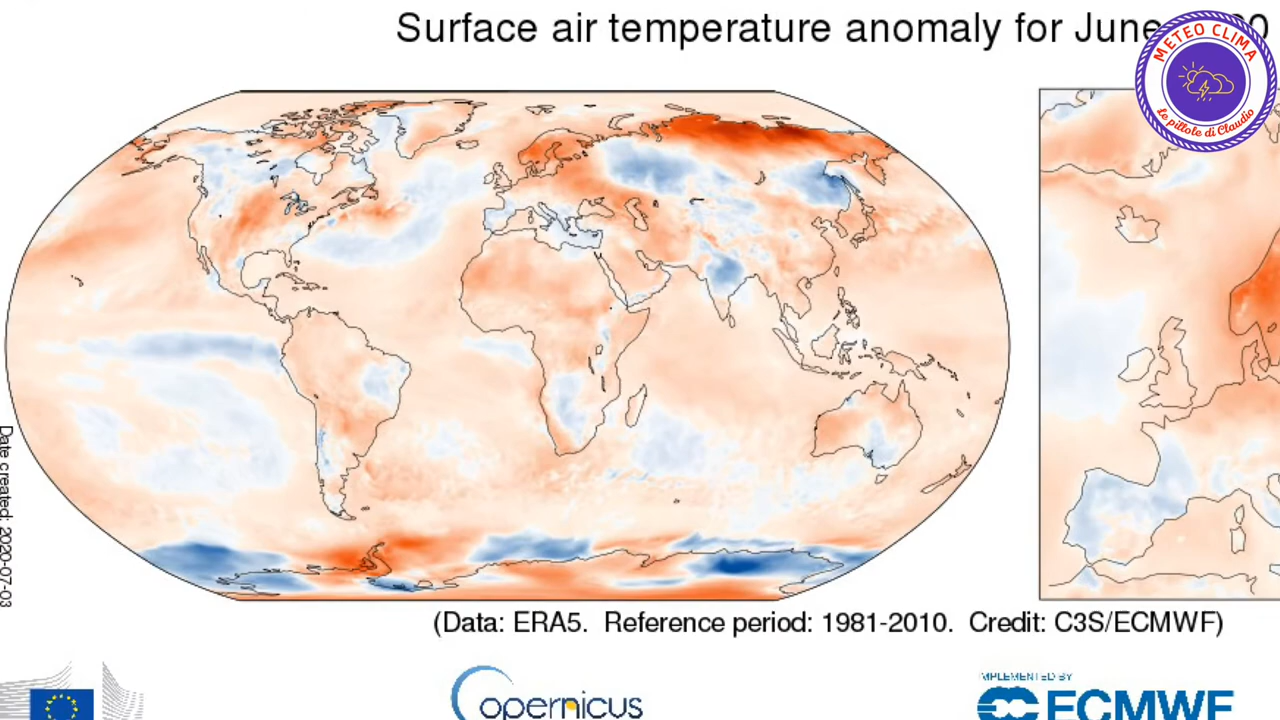 Surface air temperature anomaly for June
METEO CLIMA
Le pillole di Claudio
Date created: 2020-07-03
(Data: ERA5. Reference period: 1981-2010. Credit: C3S/ECMWF)
opernicus
IMPLEMENTED BY
ECMWF